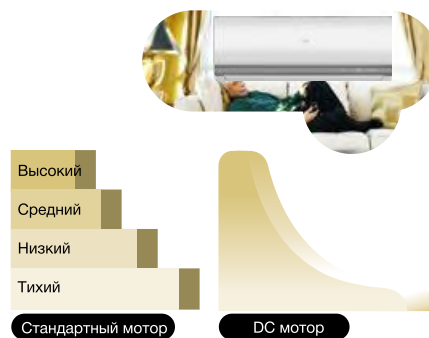 Высокий
Средний
Низкий
Тихий
Стандартный мотор
DC мотор